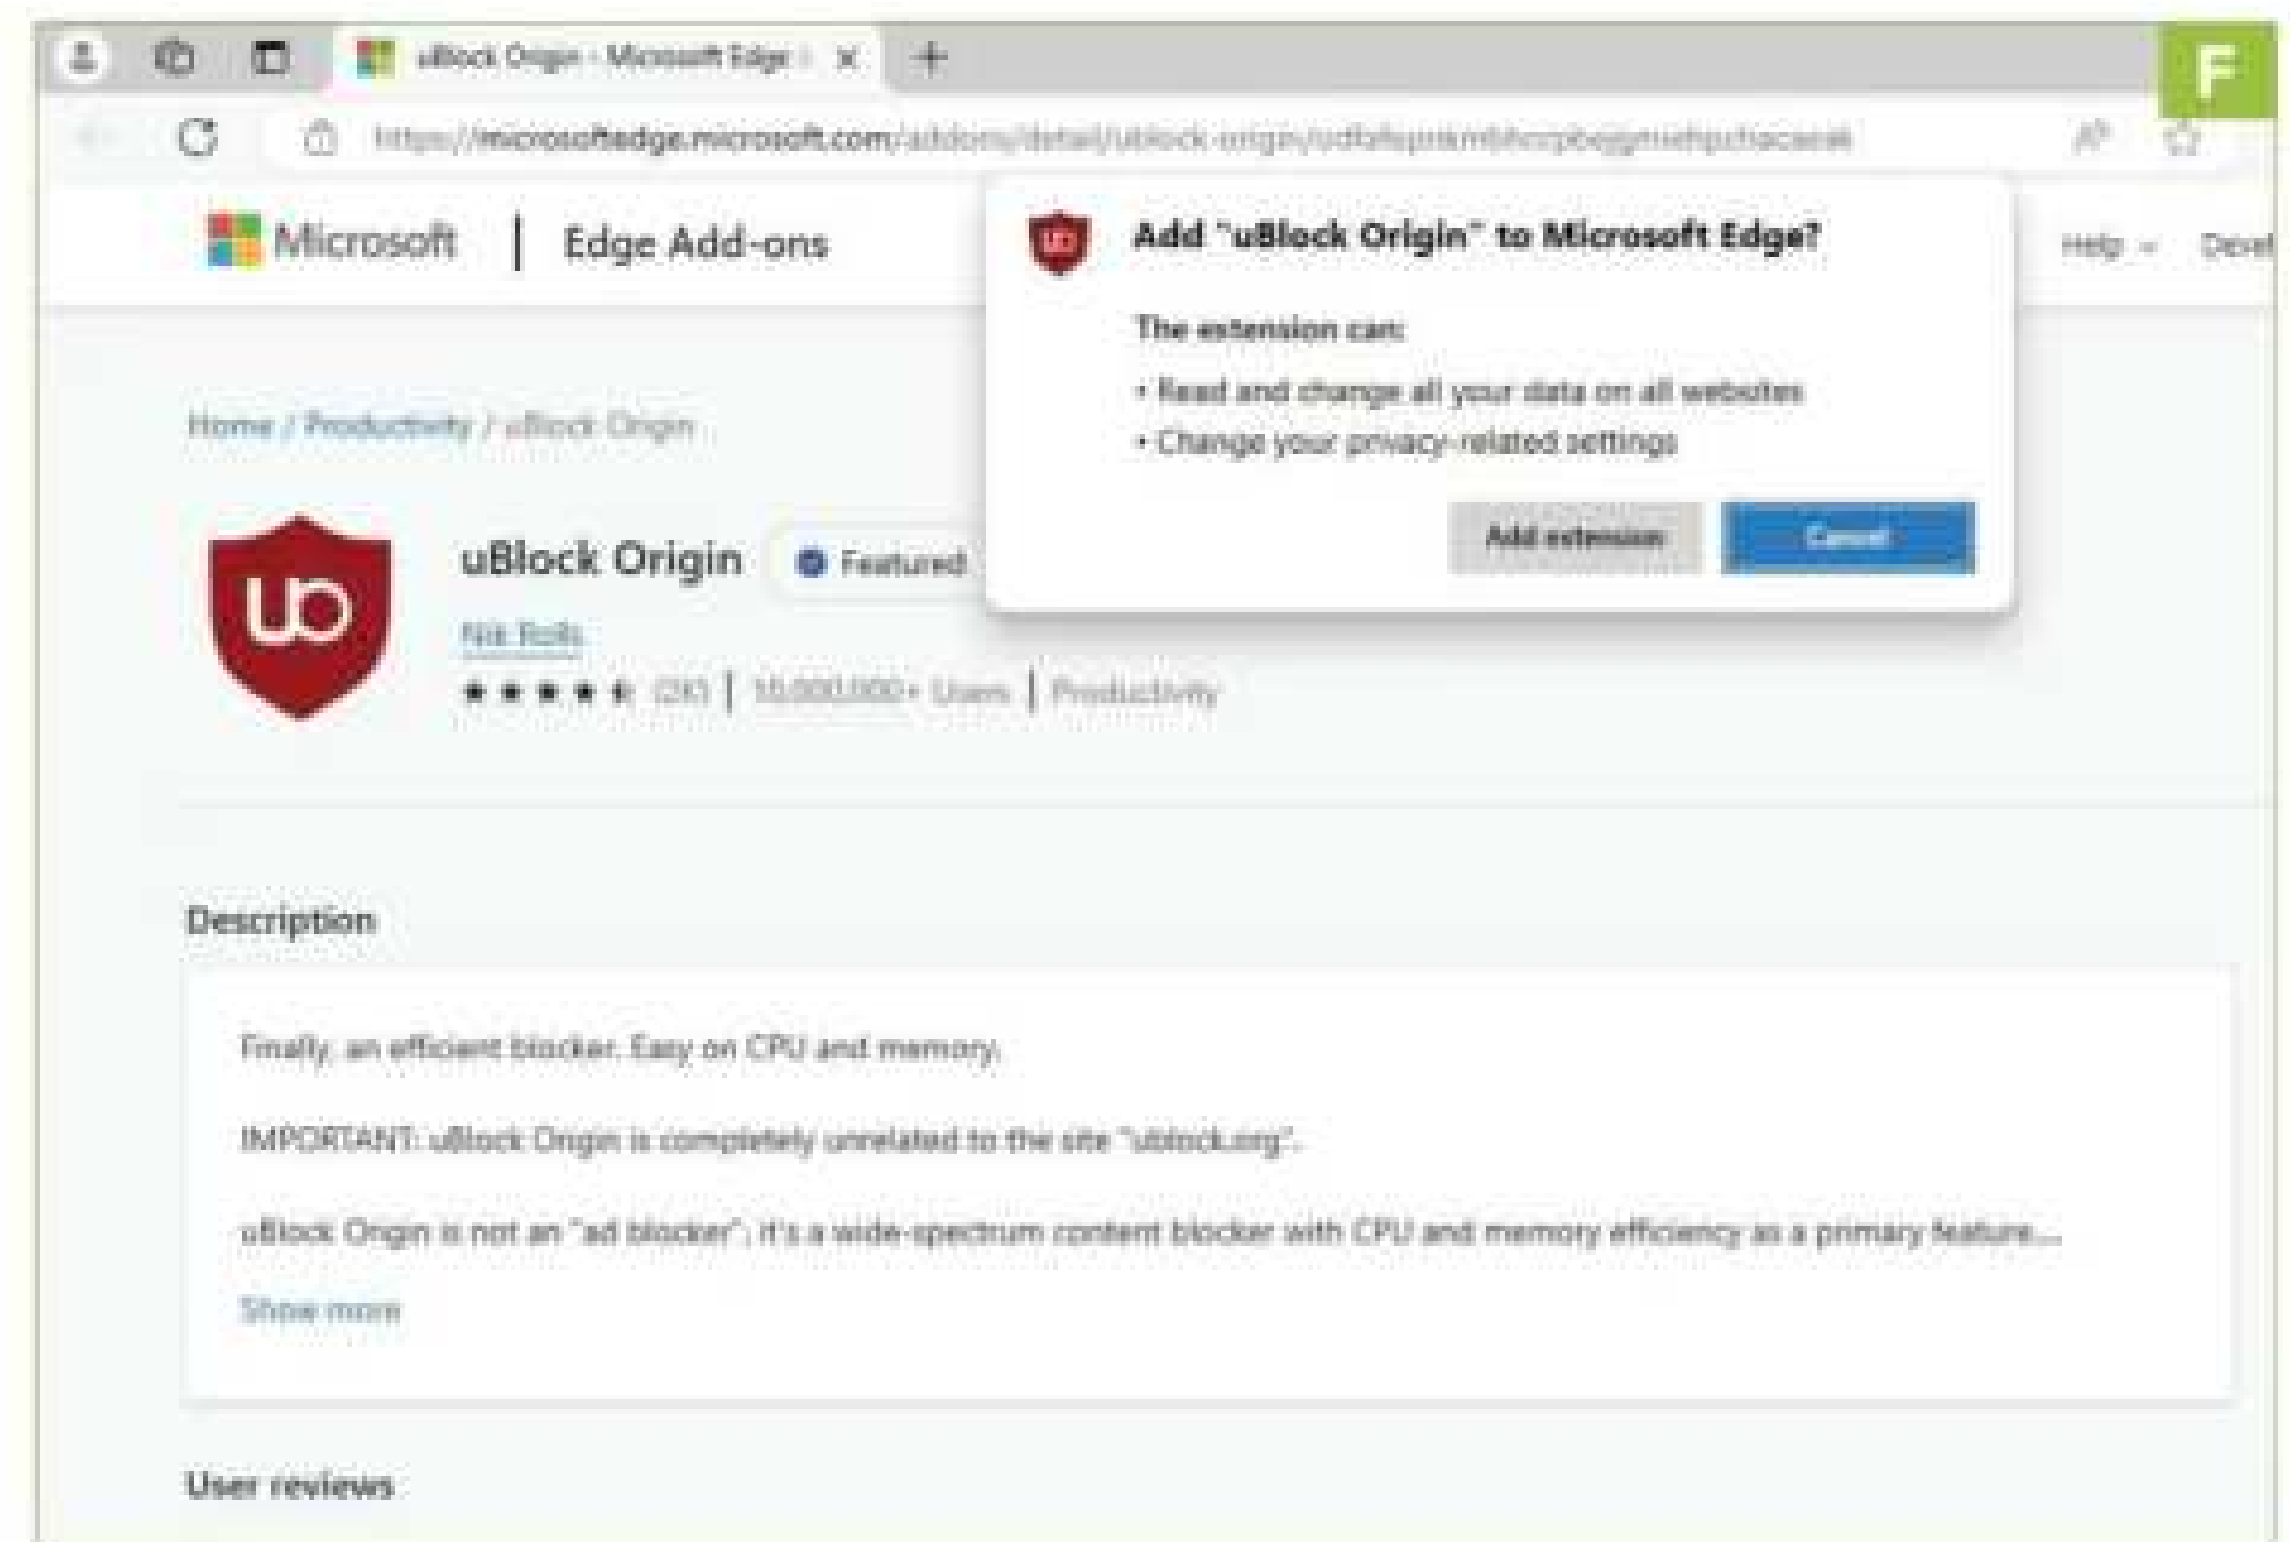 uBlock Origin - Microsoft Edge
F
https://microsoftedge.microsoft.com/addons/detail/ublock-origin/
Microsoft | Edge Add-ons
Help
Add "uBlock Origin" to Microsoft Edge?
The extension can:
• Read and change all your data on all websites
• Change your privacy-related settings
Add extension
Cancel
Home / Productivity / uBlock Origin
UO
uBlock Origin
Featured
Nik Rolls
(2K) | 10,000,000+ Users | Productivity
Description
Finally, an efficient blocker. Easy on CPU and memory.
IMPORTANT: uBlock Origin is completely unrelated to the site "ublock.org".
uBlock Origin is not an "ad blocker", it's a wide-spectrum content blocker with CPU and memory efficiency as a primary feature....
Show more
User reviews